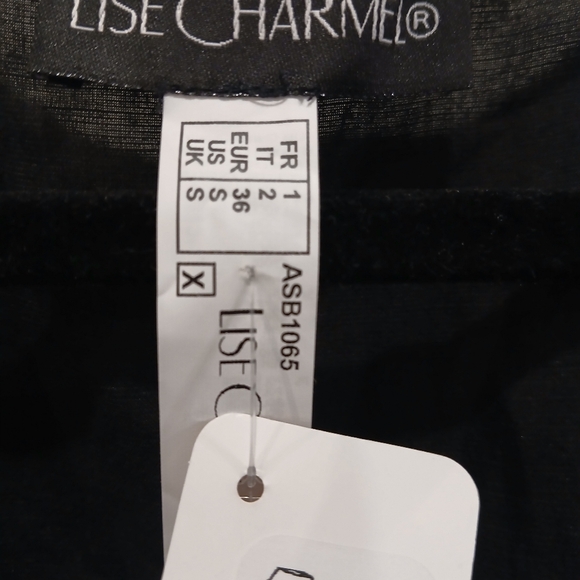 LISE CHARMEL®
FR 1
IT 2
EUR 36
US S
UK S
X
ASB1065
LISE C